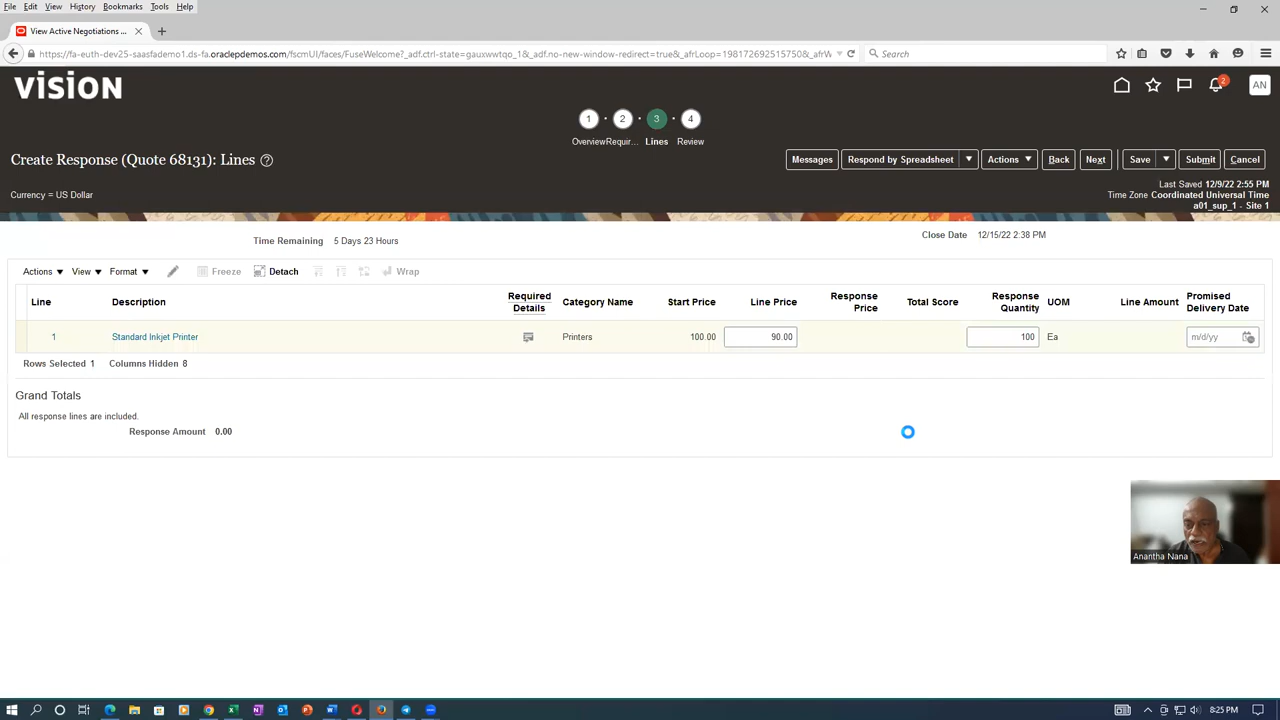 File Edit View History Bookmarks Tools Help
View Active Negotiations ...
https://fa-euth-dev25-saasfademo1.ds-fa.oraclepdemos.com/fscmUI/faces/FuseWelcome?_adf.ctrl-state=gauxwwtqo_1&_adf.no-new-window-redirect=true&_afrLoop=1981726925157508&_afrW
Search
vision
AN
2
1 2 3 4
Overview Requir... Lines Review
Create Response (Quote 68131): Lines
Messages Respond by Spreadsheet Actions Back Next Save Submit Cancel
Currency = US Dollar
Last Saved 12/9/22 2:55 PM
Time Zone Coordinated Universal Time
a01_sup_1 - Site 1
Time Remaining 5 Days 23 Hours
Close Date 12/15/22 2:38 PM
Actions View Format Freeze Detach Wrap
Line Description Required Details Category Name Start Price Line Price Response Price Total Score Response Quantity UOM Line Amount Promised Delivery Date
1 Standard Inkjet Printer Printers 100.00 90.00 100 Ea m/d/yy
Rows Selected 1 Columns Hidden 8
Grand Totals
All response lines are included.
Response Amount 0.00
Anantha Nana
8:25 PM